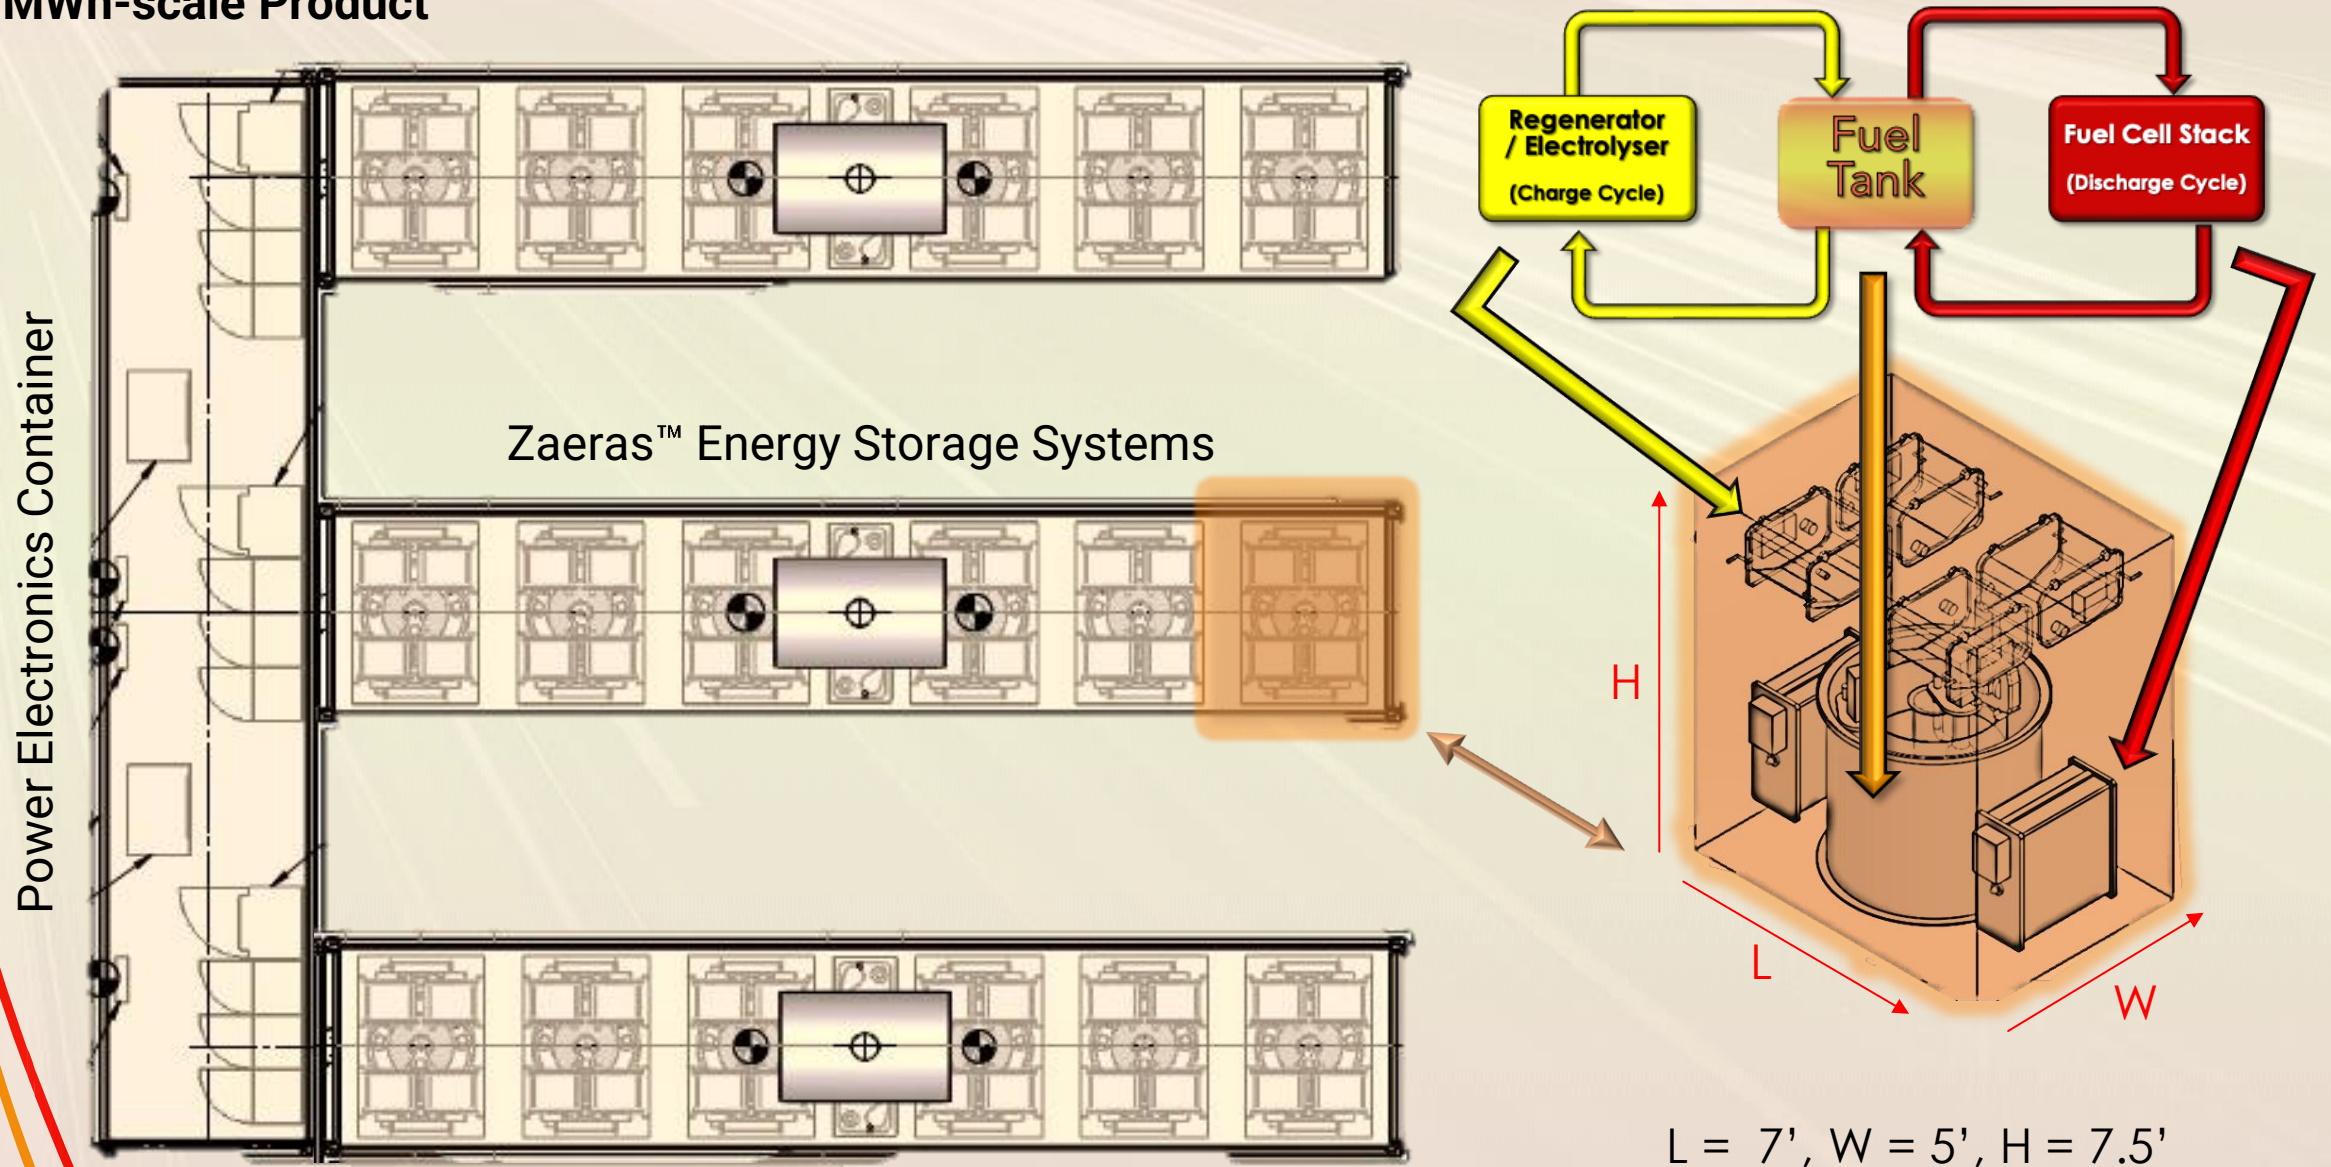 MWh-scale Product
Regenerator
/ Electrolyser
(Charge Cycle)
Fuel
Tank
Fuel Cell Stack
(Discharge Cycle)
Power Electronics Container
Zaeras™ Energy Storage Systems
H
L
W
L = 7’, W = 5’, H = 7.5’